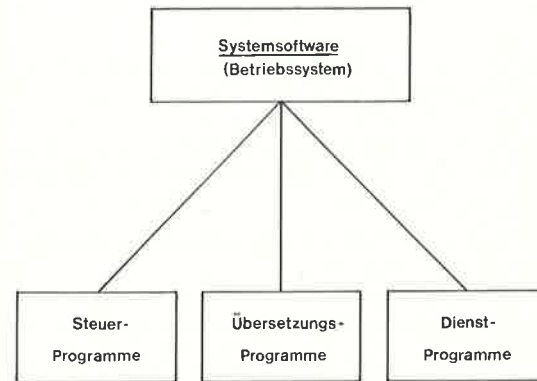 Systemsoftware
(Betriebssystem)
Steuer-
Programme
Übersetzungs-
Programme
Dienst-
Programme